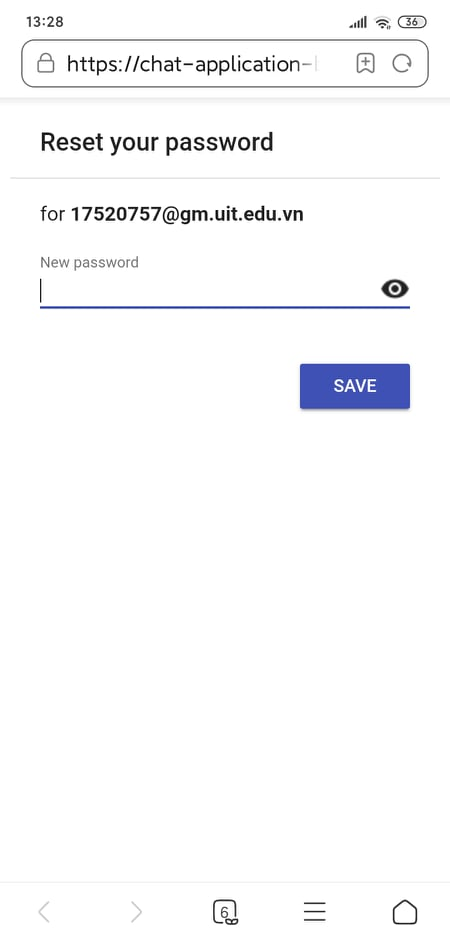 13:28
36
https://chat-application-
Reset your password
for 17520757@gm.uit.edu.vn
New password
SAVE
6